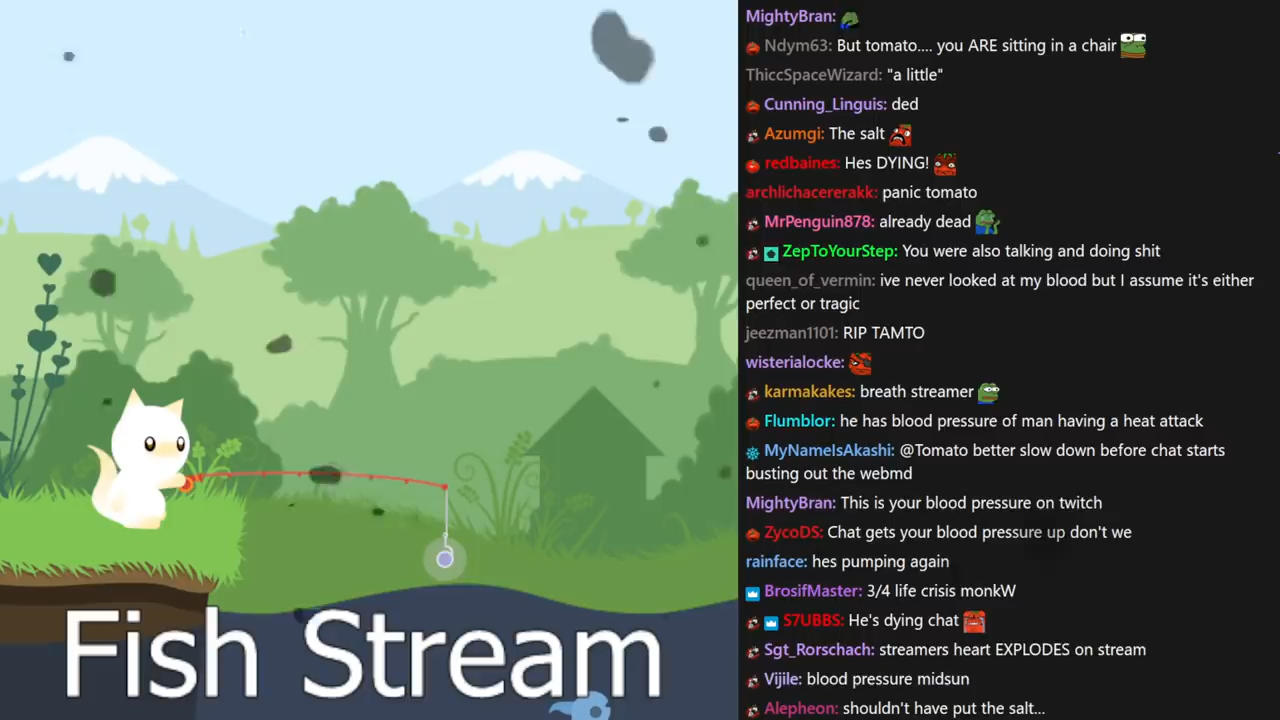 MightyBran:
Ndym63: But tomato.... you ARE sitting in a chair
ThiccSpaceWizard: "a little"
Cunning_Linguis: ded
Azumgi: The salt
redbaines: Hes DYING!
archlichacererakk: panic tomato
MrPenguin878: already dead
ZepToYourStep: You were also talking and doing shit
queen_of_vermin: ive never looked at my blood but I assume it's either
perfect or tragic
jeezman1101: RIP TAMTO
wisterialocke:
karmakakes: breath streamer
Flumblor: he has blood pressure of man having a heat attack
MyNameIsAkashi: @Tomato better slow down before chat starts
busting out the webmd
MightyBran: This is your blood pressure on twitch
ZycoDS: Chat gets your blood pressure up don't we
rainface: hes pumping again
BrosifMaster: 3/4 life crisis monkW
S7UBBS: He's dying chat
Sgt_Rorschach: streamers heart EXPLODES on stream
Vijile: blood pressure midsun
Alepheon: shouldn't have put the salt...
Fish Stream